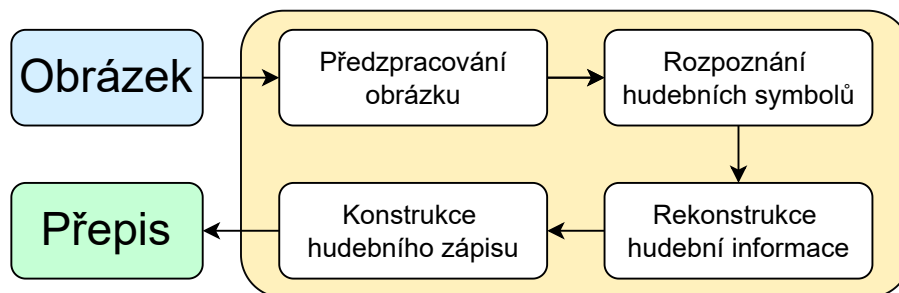 Obrázek
Předzpracování
obrázku
Rozpoznání
hudebních symbolů
Přepis
Konstrukce
hudebního zápisu
Rekonstrukce
hudební informace